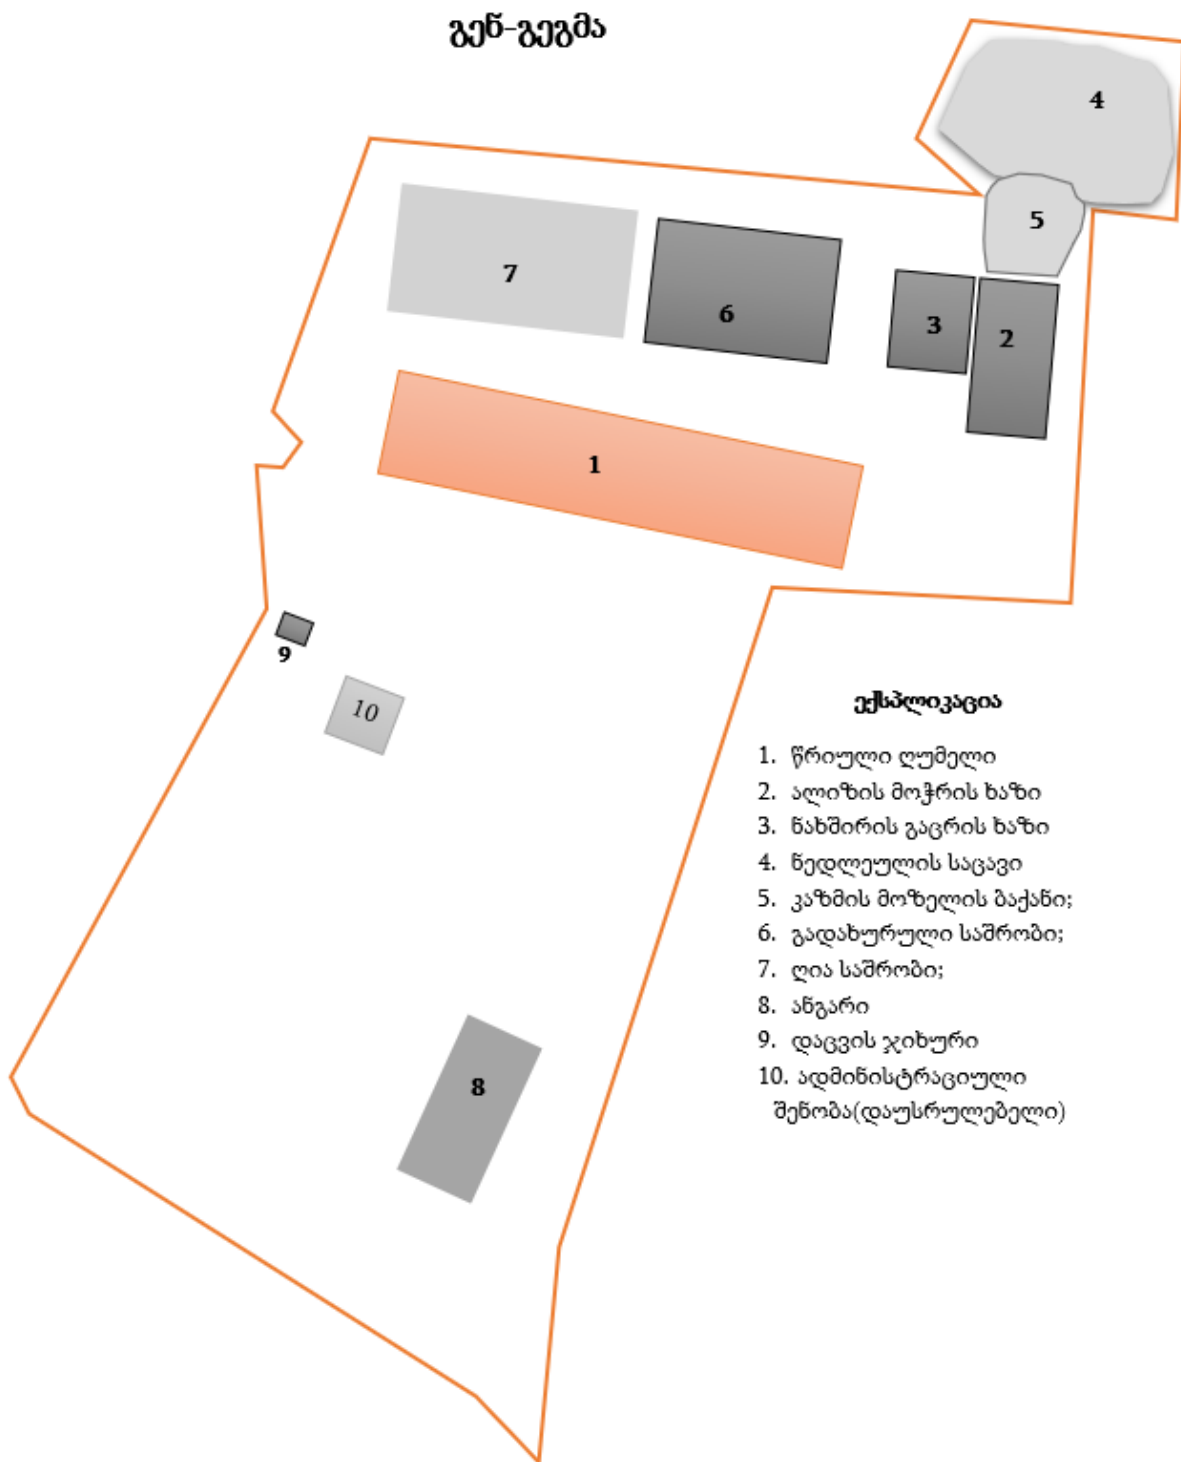 გენ-გეგმა
4
5
7
6
3
2
1
9
10
8
ექსპლიკაცია
1. წრიული ღუმელი
2. ალიზის მოჭრის ხაზი
3. ნახშირის გაცრის ხაზი
4. ნედლეულის საცავი
5. კაზმის მოზელის ბაქანი;
6. გადახურული საშრობი;
7. ღია საშრობი;
8. ანგარი
9. დაცვის ჯიხური
10. ადმინისტრაციული
შენობა(დაუსრულებელი)